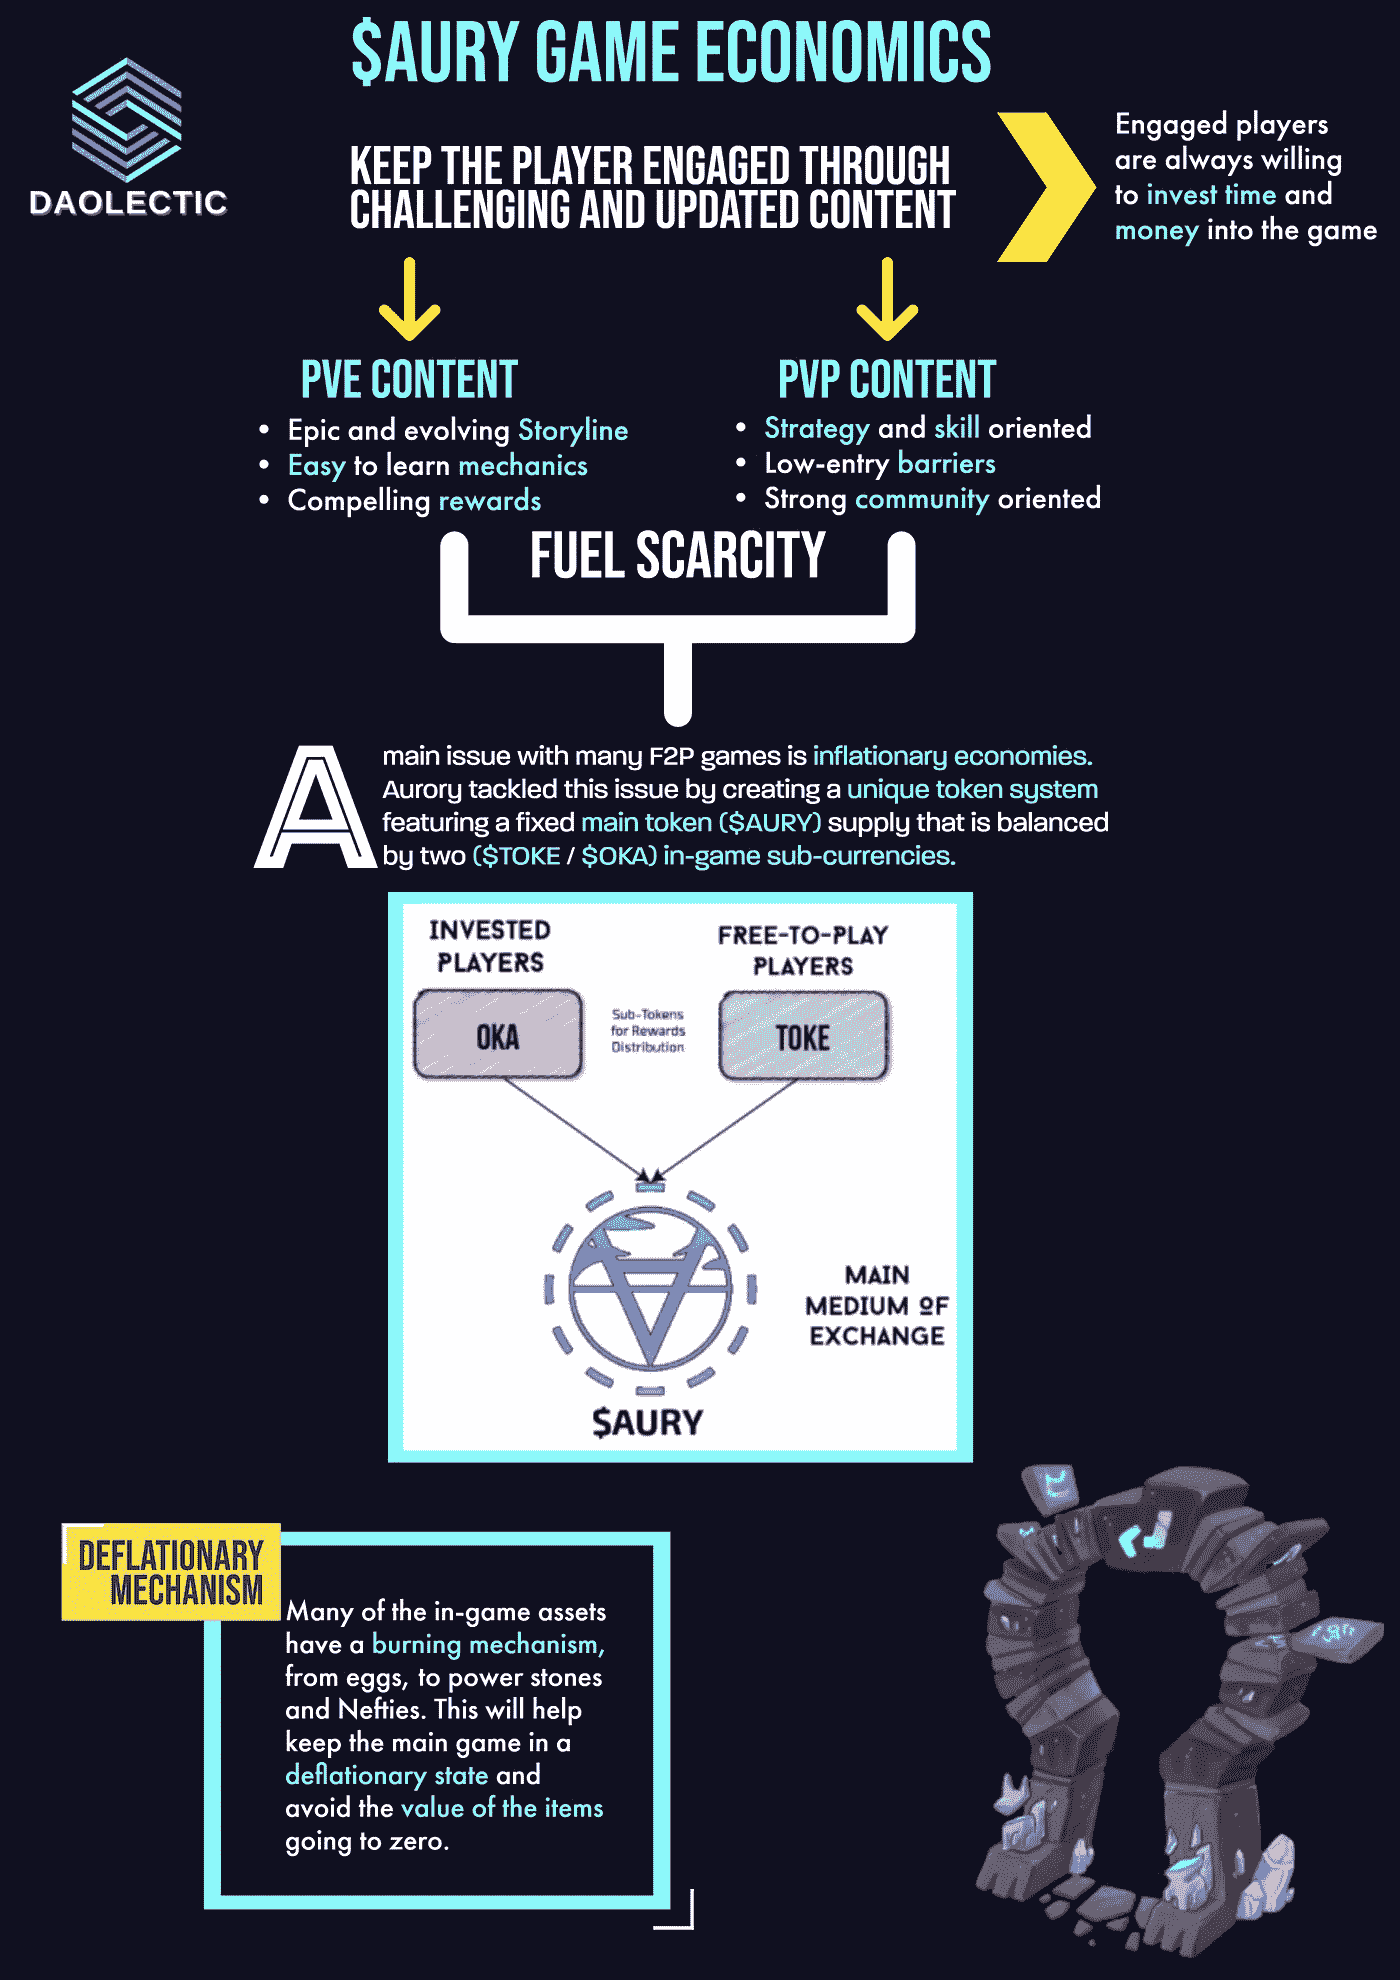 $AURY GAME ECONOMICS
DAOLECTIC
KEEP THE PLAYER ENGAGED THROUGH
CHALLENGING AND UPDATED CONTENT
Engaged players
are always willing
to invest time and
money into the game
PVE CONTENT
• Epic and evolving Storyline
• Easy to learn mechanics
• Compelling rewards
PVP CONTENT
• Strategy and skill oriented
• Low-entry barriers
• Strong community oriented
FUEL SCARCITY
A main issue with many F2P games is inflationary economies.
Aurory tackled this issue by creating a unique token system
featuring a fixed main token ($AURY) supply that is balanced
by two ($TOKE / $OKA) in-game sub-currencies.
INVESTED
PLAYERS
FREE-TO-PLAY
PLAYERS
OKA
Sub-Tokens
for Rewards
Distribution
TOKE
MAIN
MEDIUM OF
EXCHANGE
$AURY
DEFLATIONARY
MECHANISM
Many of the in-game assets
have a burning mechanism,
from eggs, to power stones
and Nefties. This will help
keep the main game in a
deflationary state and
avoid the value of the items
going to zero.